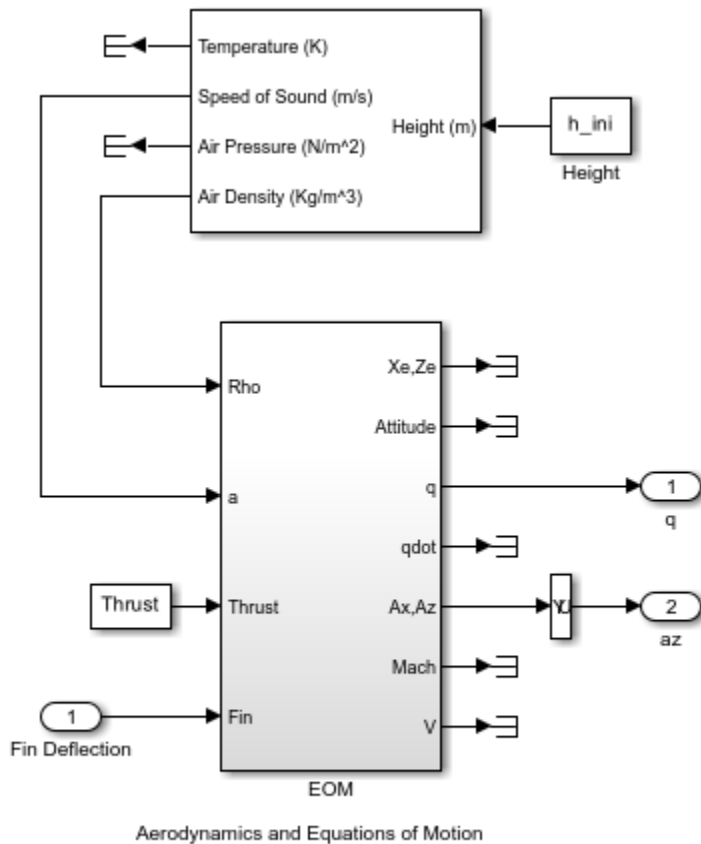 Temperature (K)
Speed of Sound (m/s)
Air Pressure (N/m^2)
Air Density (Kg/m^3)
Height (m)
h_ini
Height
Rho
a
Thrust
Thrust
1
Fin
Fin Deflection
Xe,Ze
Attitude
q
qdot
Ax,Az
Mach
V
1
q
2
az
EOM
Aerodynamics and Equations of Motion